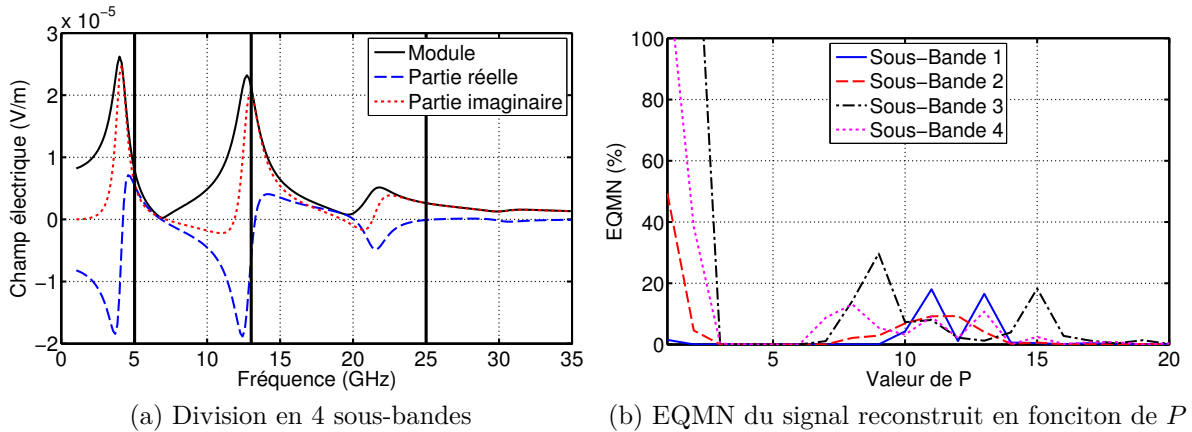 x 10⁻⁵
3
2
1
0
−1
−2
0
5
10
15
20
25
30
35
Champ électrique (V/m)
Fréquence (GHz)
Module
Partie réelle
Partie imaginaire
(a) Division en 4 sous-bandes
100
80
60
40
20
0
5
10
15
20
EQMN (%)
Valeur de P
Sous−Bande 1
Sous−Bande 2
Sous−Bande 3
Sous−Bande 4
(b) EQMN du signal reconstruit en fonciton de P